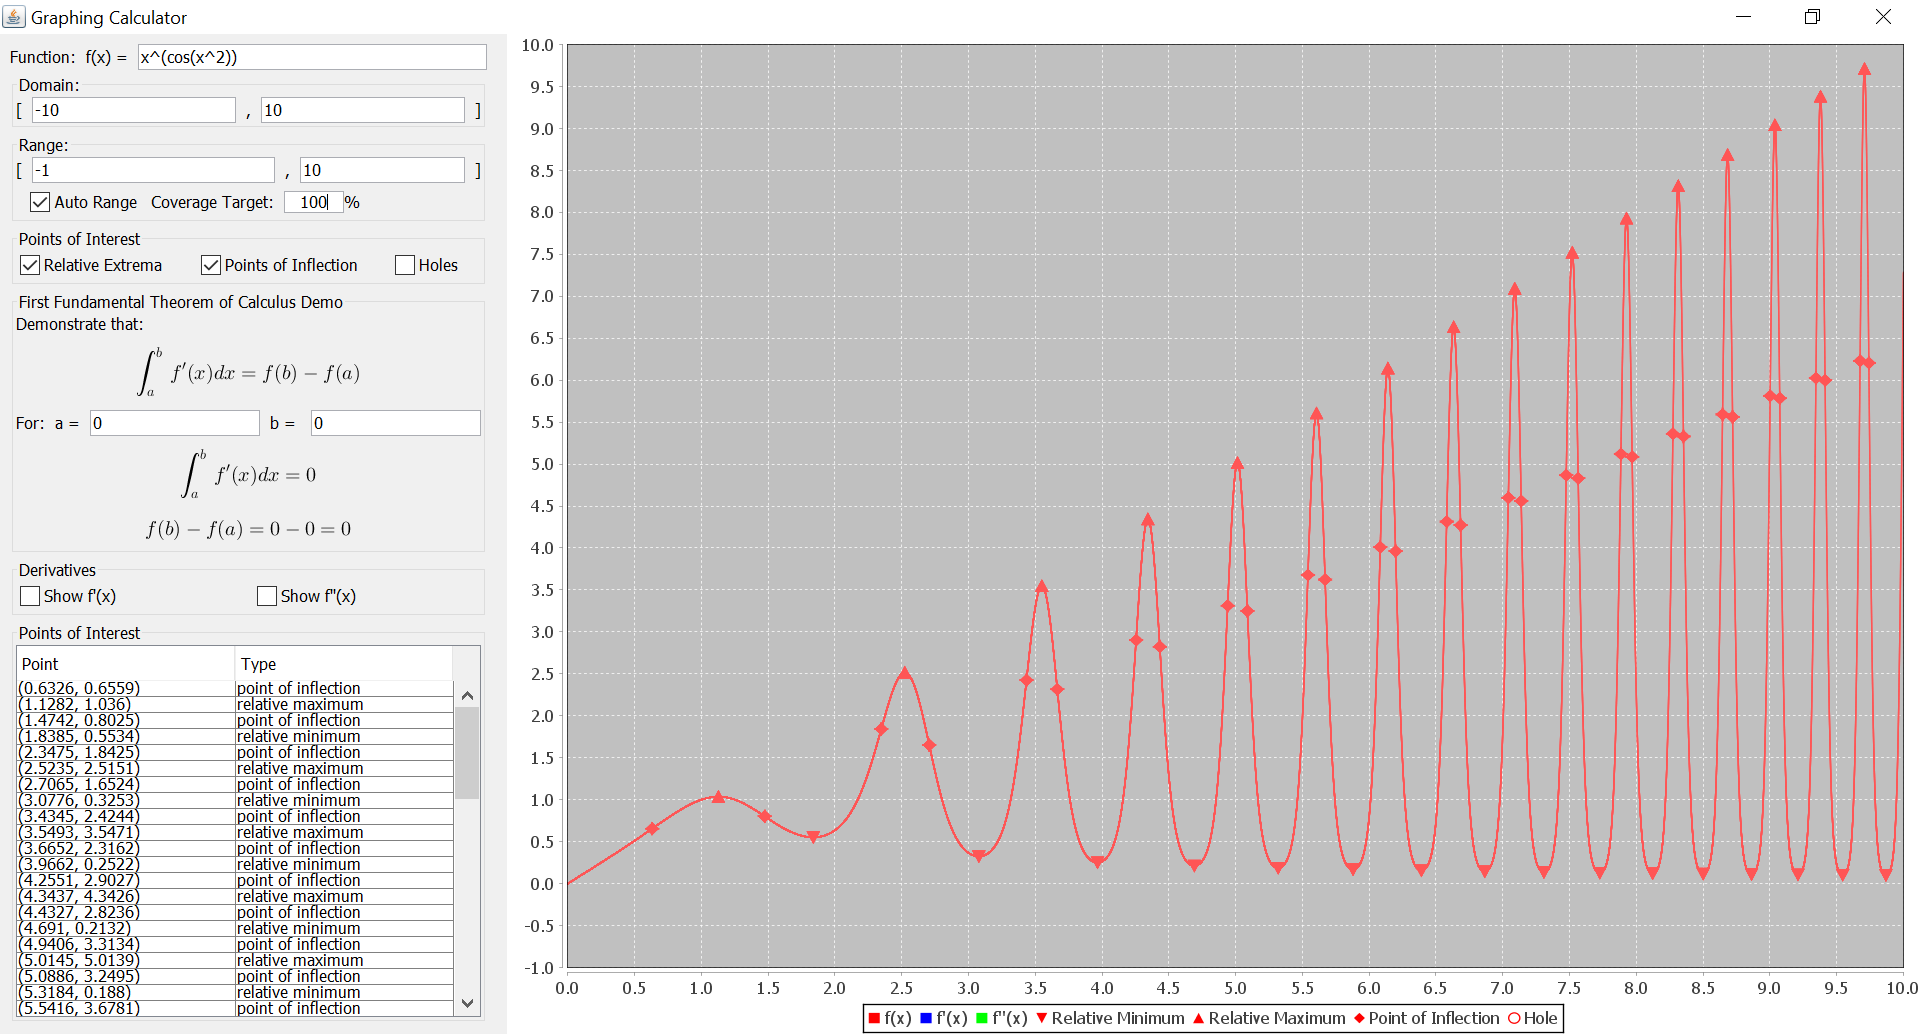 Graphing Calculator
Function: f(x) = x^(cos(x^2))
Domain:
[ -10 , 10 ]
Range:
[ -1 , 10 ]
Auto Range Coverage Target: 100 %
Points of Interest
Relative Extrema Points of Inflection Holes
First Fundamental Theorem of Calculus Demo
Demonstrate that:
∫_a^b f′(x)dx = f(b) − f(a)
For: a = 0 b = 0
∫_a^b f′(x)dx = 0
f(b) − f(a) = 0 − 0 = 0
Derivatives
Show f'(x) Show f"(x)
Points of Interest
Point Type
(0.6326, 0.6559) point of inflection
(1.1282, 1.036) relative maximum
(1.4742, 0.8025) point of inflection
(1.8385, 0.5534) relative minimum
(2.3475, 1.8425) point of inflection
(2.5235, 2.5151) relative maximum
(2.7065, 1.6524) point of inflection
(3.0776, 0.3253) relative minimum
(3.4345, 2.4244) point of inflection
(3.5493, 3.5471) relative maximum
(3.6652, 2.3162) point of inflection
(3.9662, 0.2522) relative minimum
(4.2551, 2.9027) point of inflection
(4.3437, 4.3426) relative maximum
(4.4327, 2.8236) point of inflection
(4.691, 0.2132) relative minimum
(4.9406, 3.3134) point of inflection
(5.0145, 5.0139) relative maximum
(5.0886, 3.2495) point of inflection
(5.3184, 0.188) relative minimum
(5.5416, 3.6781) point of inflection
10.0
9.5
9.0
8.5
8.0
7.5
7.0
6.5
6.0
5.5
5.0
4.5
4.0
3.5
3.0
2.5
2.0
1.5
1.0
0.5
0.0
-0.5
-1.0
0.0 0.5 1.0 1.5 2.0 2.5 3.0 3.5 4.0 4.5 5.0 5.5 6.0 6.5 7.0 7.5 8.0 8.5 9.0 9.5 10.0
f(x) f'(x) f"(x) Relative Minimum Relative Maximum Point of Inflection Hole